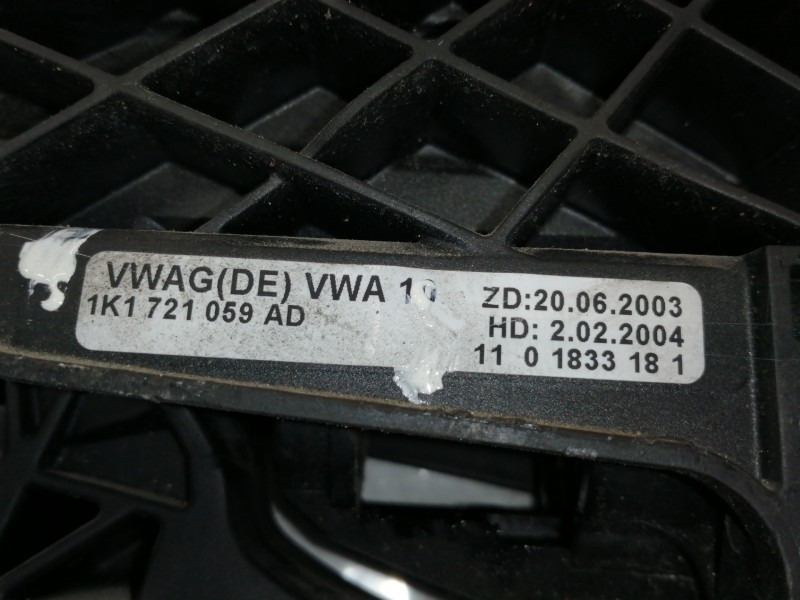 VWAG(DE) VWA
1K1 721 059 AD
ZD:20.06.2003
HD: 2.02.2004
11 0 1833 18 1